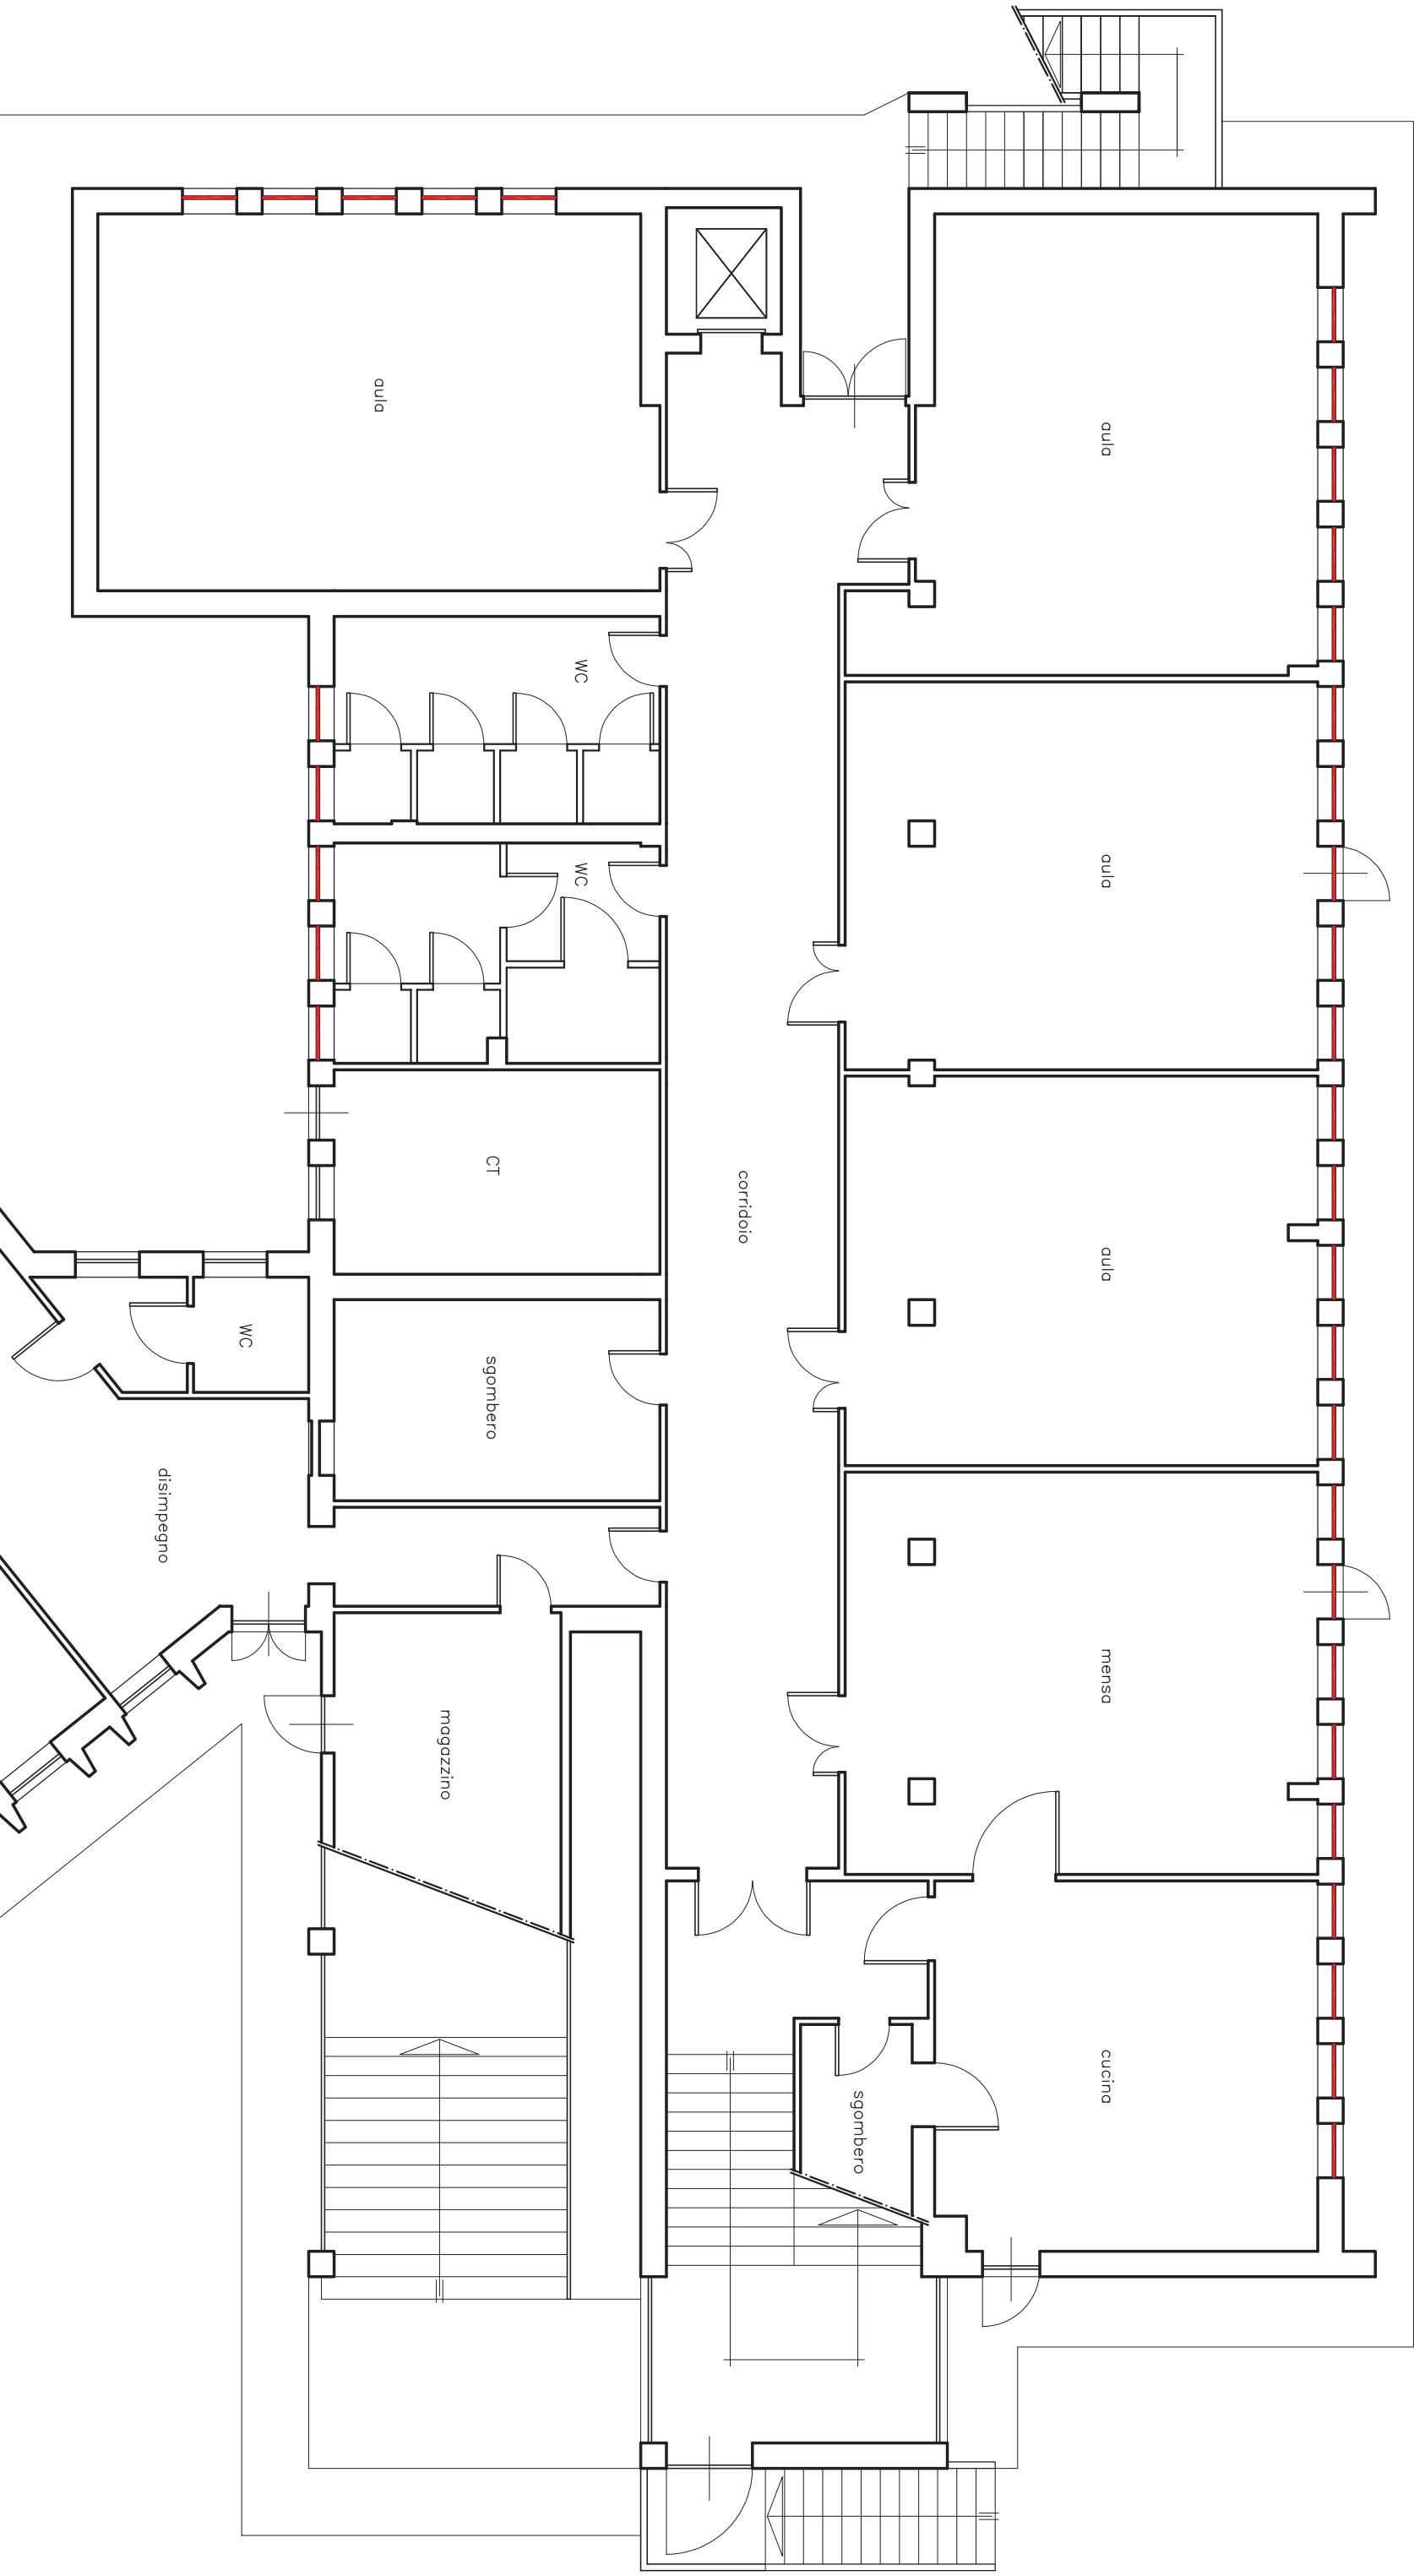 aula
aula
WC
aula
WC
CT
corridoio
aula
WC
sgombero
disimpegno
mensa
magazzino
cucina
sgombero